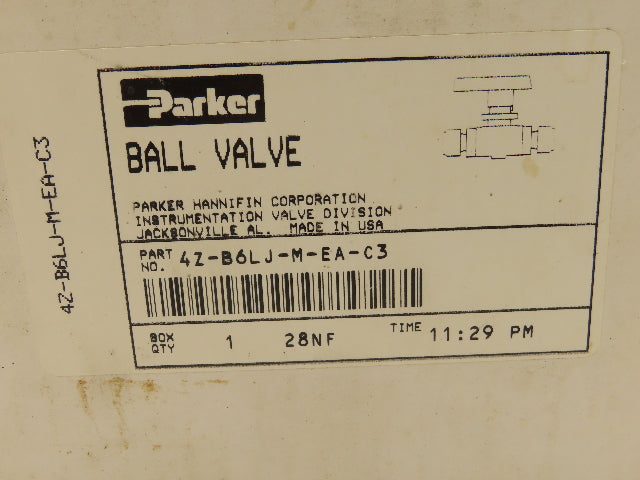 Parker
BALL VALVE
PARKER HANNIFIN CORPORATION
INSTRUMENTATION VALVE DIVISION
JACKSONVILLE AL. MADE IN USA
PART NO. 4Z-B6LJ-M-EA-C3
BOX QTY 1 28NF TIME 11:29 PM
4Z-B6LJ-M-EA-C3